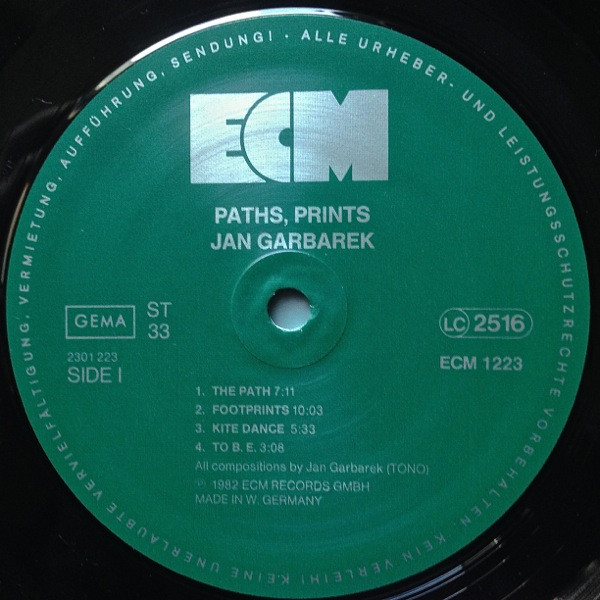 ALLE URHEBER- UND LEISTUNGSSCHUTZRECHTE VORBEHALTEN. KEIN VERLEIH! KEINE UNERLAUBTE VERVIELFÄLTIGUNG, VERMIETUNG, AUFFÜHRUNG, SENDUNG! ·
ECM
PATHS, PRINTS
JAN GARBAREK
GEMA
ST
33
LC 2516
2301 223
SIDE I
ECM 1223
1. THE PATH 7:11
2. FOOTPRINTS 10:03
3. KITE DANCE 5:33
4. TO B. E. 3:08
All compositions by Jan Garbarek (TONO)
℗ 1982 ECM RECORDS GMBH
MADE IN W. GERMANY